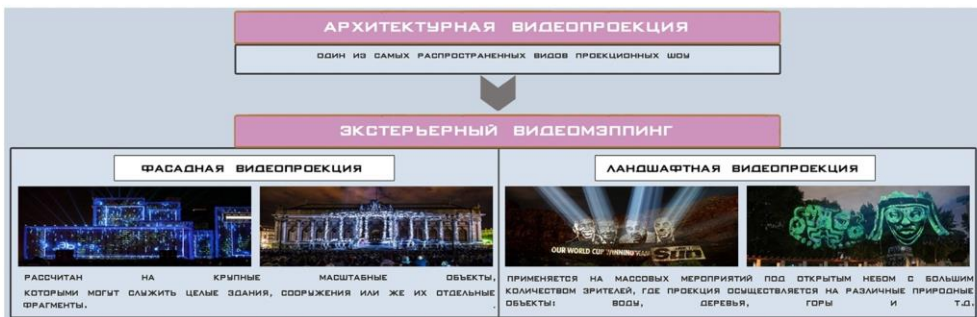 АРХИТЕКТУРНАЯ ВИДЕОПРОЕКЦИЯ
ОДИН ИЗ САМЫХ РАСПРОСТРАНЕННЫХ ВИДОВ ПРОЕКЦИОННЫХ ШОУ
ЭКСТЕРЬЕРНЫЙ ВИДЕОМЭППИНГ
ФАСАДНАЯ ВИДЕОПРОЕКЦИЯ
РАССЧИТАН НА КРУПНЫЕ МАСШТАБНЫЕ ОБЪЕКТЫ,
КОТОРЫМИ МОГУТ СЛУЖИТЬ ЦЕЛЫЕ ЗДАНИЯ, СООРУЖЕНИЯ ИЛИ ЖЕ ИХ ОТДЕЛЬНЫЕ
ФРАГМЕНТЫ. .
ЛАНДШАФТНАЯ ВИДЕОПРОЕКЦИЯ
OUR WORLD CUP WINNING
Sun
ПРИМЕНЯЕТСЯ НА МАССОВЫХ МЕРОПРИЯТИЙ ПОД ОТКРЫТЫМ НЕБОМ С БОЛЬШИМ
КОЛИЧЕСТВОМ ЗРИТЕЛЕЙ, ГДЕ ПРОЕКЦИЯ ОСУЩЕСТВЛЯЕТСЯ НА РАЗЛИЧНЫЕ ПРИРОДНЫЕ
ОБЪЕКТЫ: ВОДУ, ДЕРЕВЬЯ, ГОРЫ И Т.Д.